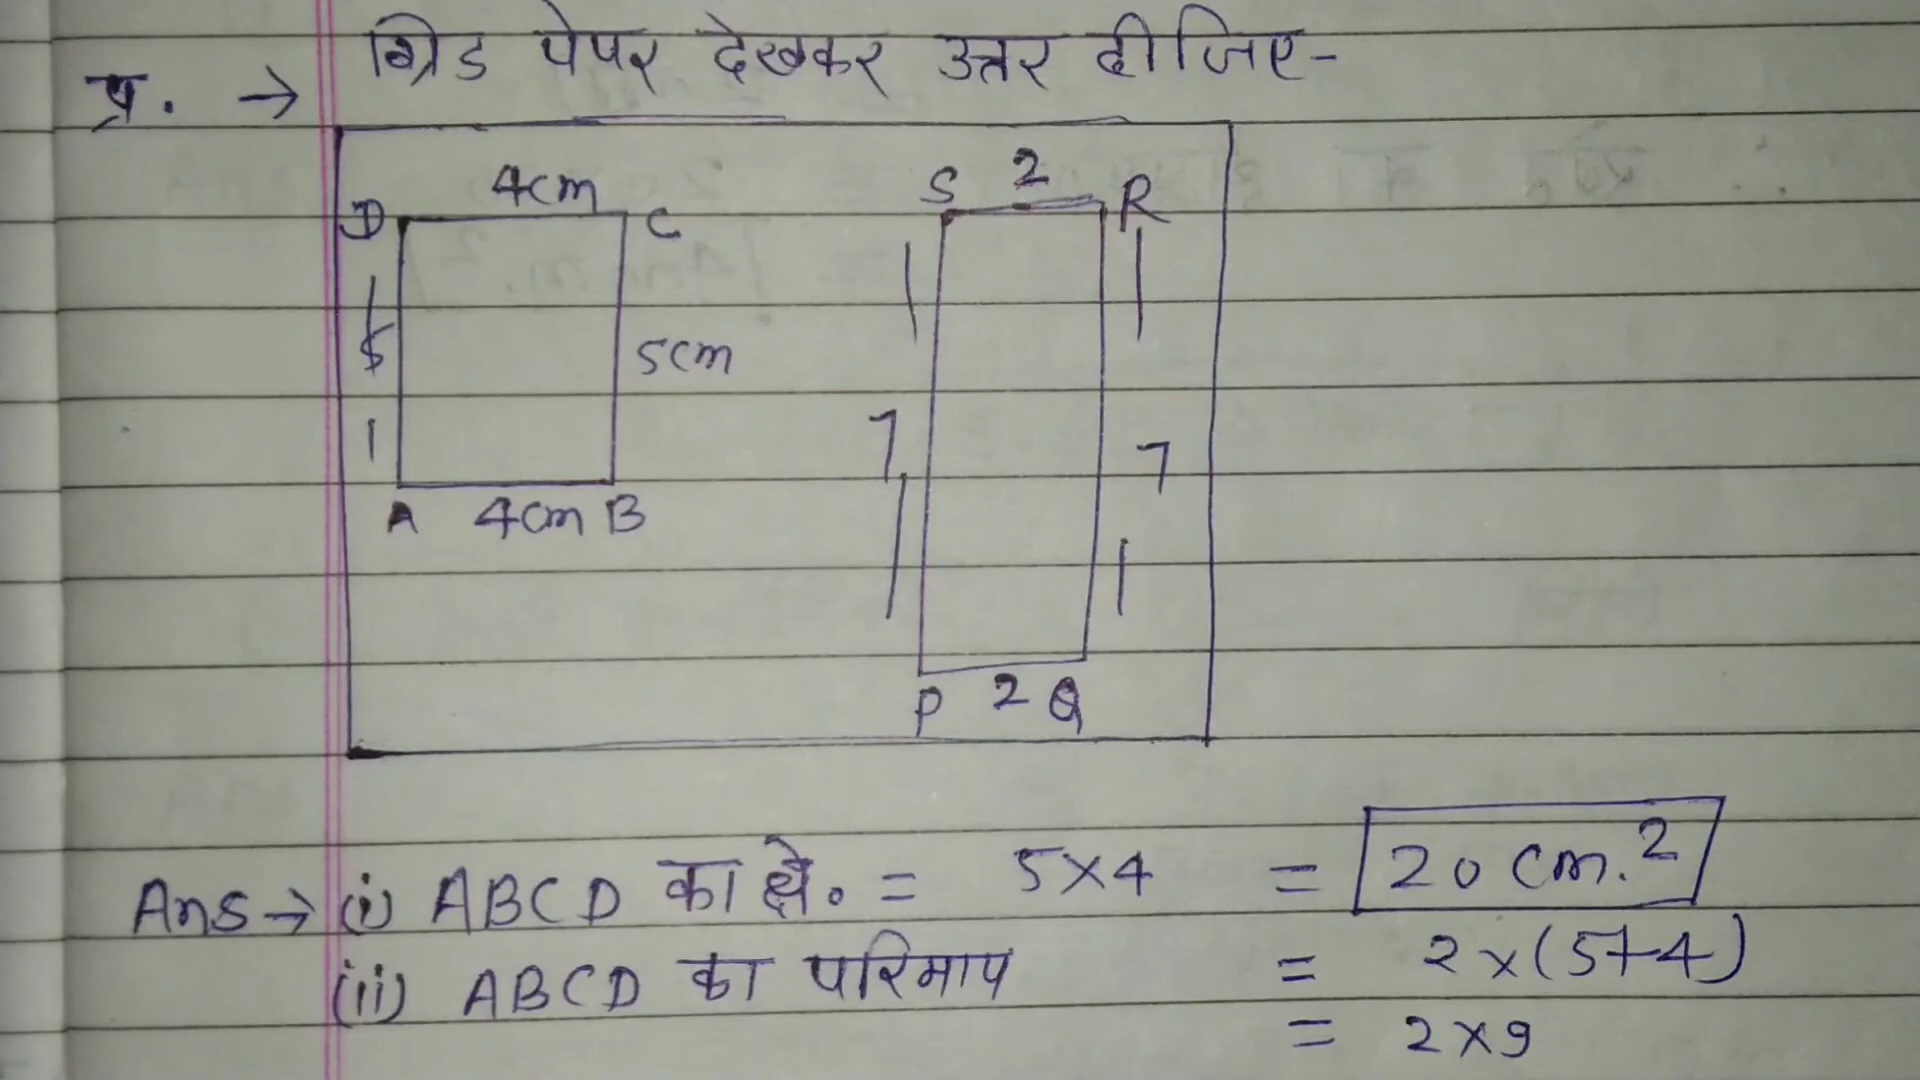 प्र. → ग्रिड पेपर देखकर उत्तर दीजिए-
4cm
D C
5 5cm
A 4cm B
S 2 R
7 7
P 2 Q
Ans → (i) ABCD का क्षे. = 5×4 = 20 cm.²
(ii) ABCD का परिमाप = 2×(5+4)
= 2×9